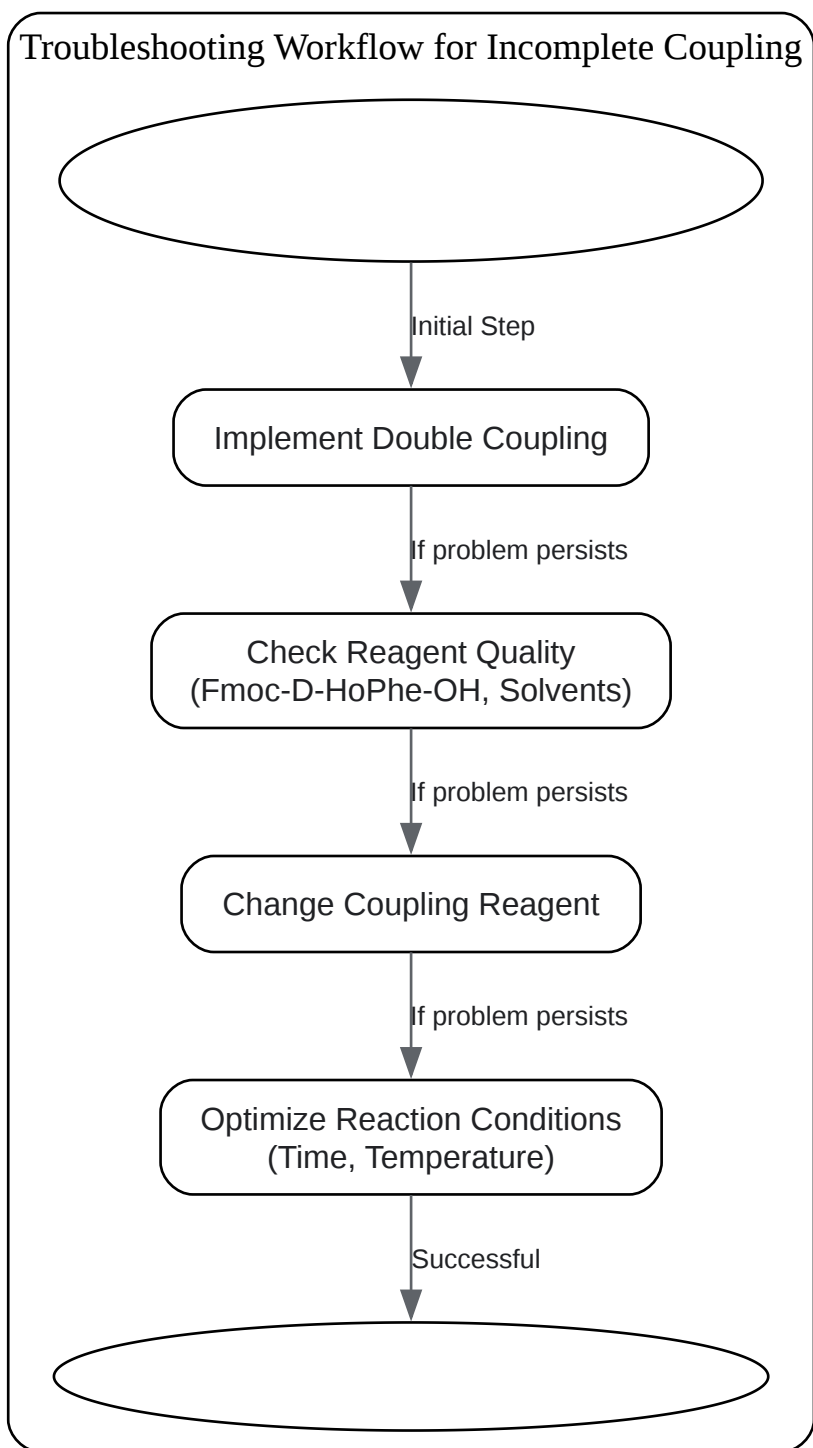 Troubleshooting Workflow for Incomplete Coupling
Initial Step
Implement Double Coupling
If problem persists
Check Reagent Quality
(Fmoc-D-HoPhe-OH, Solvents)
If problem persists
Change Coupling Reagent
If problem persists
Optimize Reaction Conditions
(Time, Temperature)
Successful